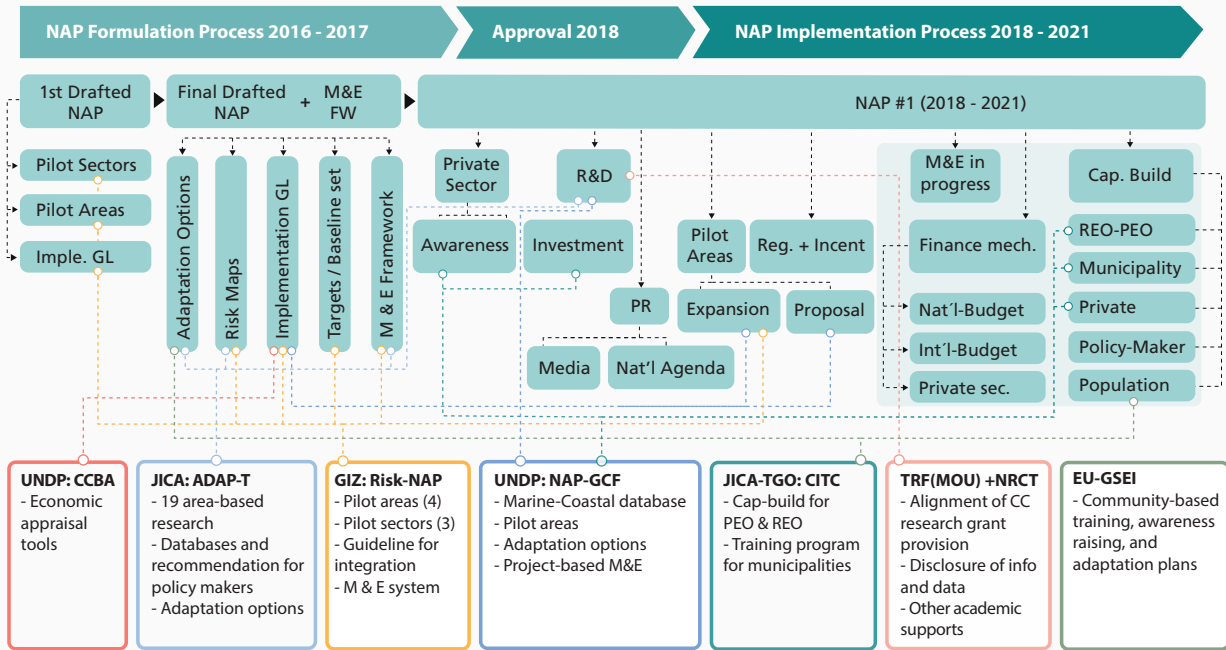 NAP Formulation Process 2016 - 2017
Approval 2018
NAP Implementation Process 2018 - 2021
1st Drafted
NAP
Final Drafted
NAP
+
M&E
FW
NAP #1 (2018 - 2021)
Pilot Sectors
Pilot Areas
Imple. GL
Adaptation Options
Risk Maps
Implementation GL
Targets / Baseline set
M & E Framework
Private
Sector
R&D
Awareness
Investment
PR
Media
Nat'l Agenda
Pilot
Areas
Reg. + Incent
Expansion
Proposal
M&E in
progress
Finance mech.
Nat´l-Budget
Int´l-Budget
Private sec.
Cap. Build
REO-PEO
Municipality
Private
Policy-Maker
Population
UNDP: CCBA
- Economic
appraisal
tools
JICA: ADAP-T
- 19 area-based
research
- Databases and
recommendation for
policy makers
- Adaptation options
GIZ: Risk-NAP
- Pilot areas (4)
- Pilot sectors (3)
- Guideline for
integration
- M & E system
UNDP: NAP-GCF
- Marine-Coastal database
- Pilot areas
- Adaptation options
- Project-based M&E
JICA-TGO: CITC
- Cap-build for
PEO & REO
- Training program
for municipalities
TRF(MOU) +NRCT
- Alignment of CC
research grant
provision
- Disclosure of info
and data
- Other academic
supports
EU-GSEI
- Community-based
training, awareness
raising, and
adaptation plans